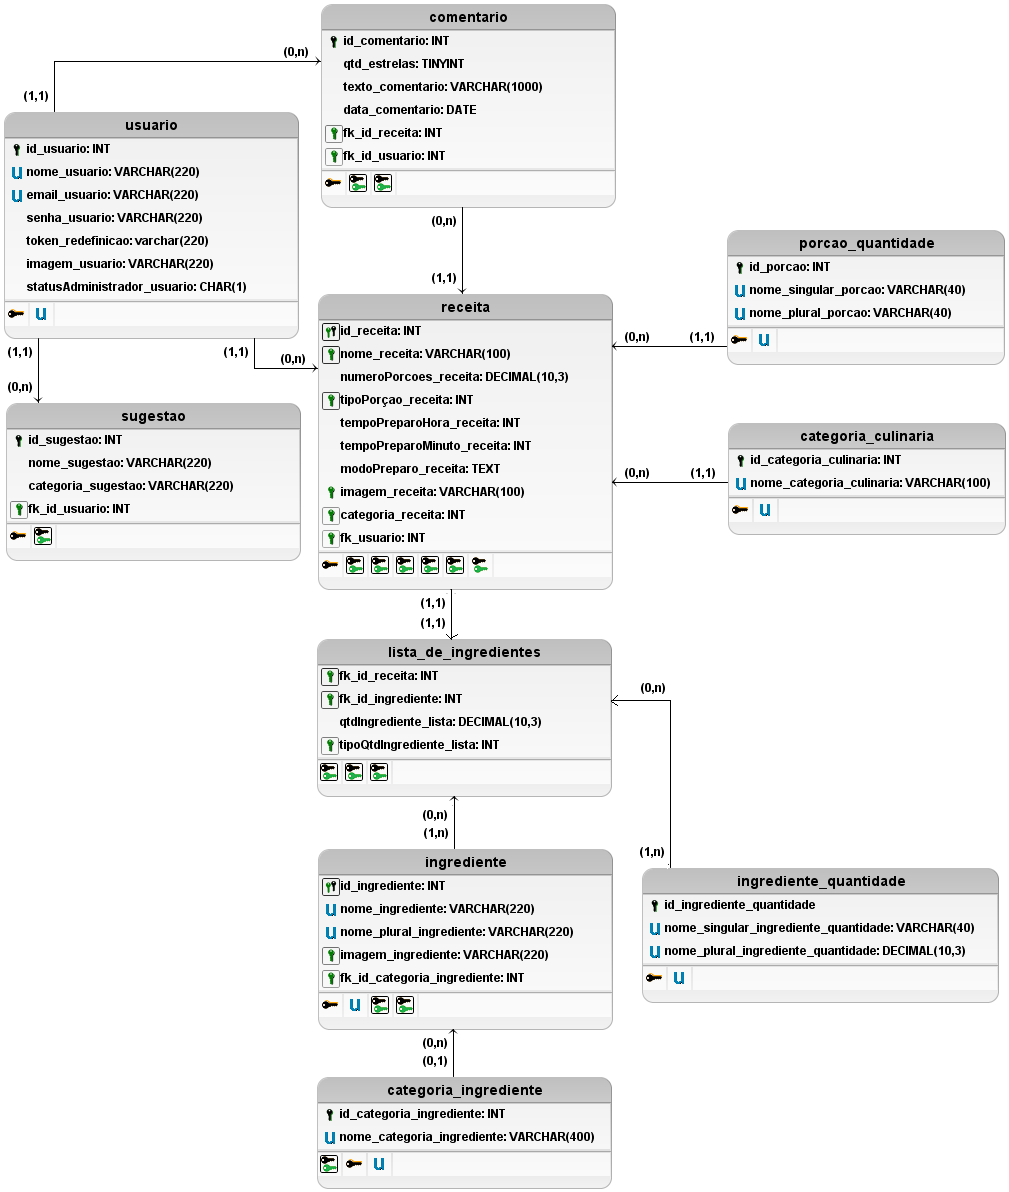 comentario
id_comentario: INT
qtd_estrelas: TINYINT
texto_comentario: VARCHAR(1000)
data_comentario: DATE
fk_id_receita: INT
fk_id_usuario: INT
(0,n)
(1,1)
usuario
id_usuario: INT
U nome_usuario: VARCHAR(220)
U email_usuario: VARCHAR(220)
senha_usuario: VARCHAR(220)
token_redefinicao: varchar(220)
imagem_usuario: VARCHAR(220)
statusAdministrador_usuario: CHAR(1)
U
(0,n)
(1,1)
porcao_quantidade
id_porcao: INT
U nome_singular_porcao: VARCHAR(40)
U nome_plural_porcao: VARCHAR(40)
U
receita
id_receita: INT
nome_receita: VARCHAR(100)
numeroPorcoes_receita: DECIMAL(10,3)
tipoPorçao_receita: INT
tempoPreparoHora_receita: INT
tempoPreparoMinuto_receita: INT
modoPreparo_receita: TEXT
imagem_receita: VARCHAR(100)
categoria_receita: INT
fk_usuario: INT
(0,n) (1,1)
(1,1) (1,1)
(0,n)
(0,n)
sugestao
id_sugestao: INT
nome_sugestao: VARCHAR(220)
categoria_sugestao: VARCHAR(220)
fk_id_usuario: INT
categoria_culinaria
id_categoria_culinaria: INT
U nome_categoria_culinaria: VARCHAR(100)
U
(0,n) (1,1)
(1,1)
(1,1)
lista_de_ingredientes
fk_id_receita: INT
fk_id_ingrediente: INT
qtdIngrediente_lista: DECIMAL(10,3)
tipoQtdIngrediente_lista: INT
(0,n)
(0,n)
(1,n)
(1,n)
ingrediente
id_ingrediente: INT
U nome_ingrediente: VARCHAR(220)
U nome_plural_ingrediente: VARCHAR(220)
imagem_ingrediente: VARCHAR(220)
fk_id_categoria_ingrediente: INT
U
ingrediente_quantidade
id_ingrediente_quantidade
U nome_singular_ingrediente_quantidade: VARCHAR(40)
U nome_plural_ingrediente_quantidade: DECIMAL(10,3)
U
(0,n)
(0,1)
categoria_ingrediente
id_categoria_ingrediente: INT
U nome_categoria_ingrediente: VARCHAR(400)
U